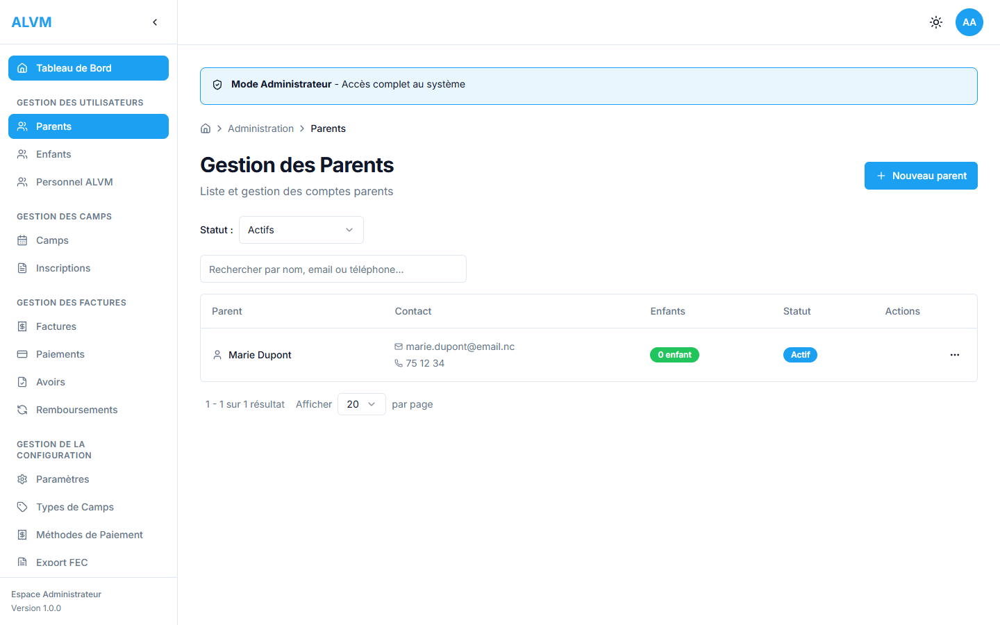 ALVM
AA
Tableau de Bord
GESTION DES UTILISATEURS
Parents
Enfants
Personnel ALVM
GESTION DES CAMPS
Camps
Inscriptions
GESTION DES FACTURES
Factures
Paiements
Avoirs
Remboursements
GESTION DE LA
CONFIGURATION
Paramètres
Types de Camps
Méthodes de Paiement
Export FEC
Espace Administrateur
Version 1.0.0
Mode Administrateur - Accès complet au système
Administration Parents
Gestion des Parents
Liste et gestion des comptes parents
Nouveau parent
Statut : Actifs
Rechercher par nom, email ou téléphone...
Parent Contact Enfants Statut Actions
Marie Dupont marie.dupont@email.nc 0 enfant Actif
75 12 34
1 - 1 sur 1 résultat Afficher 20 par page